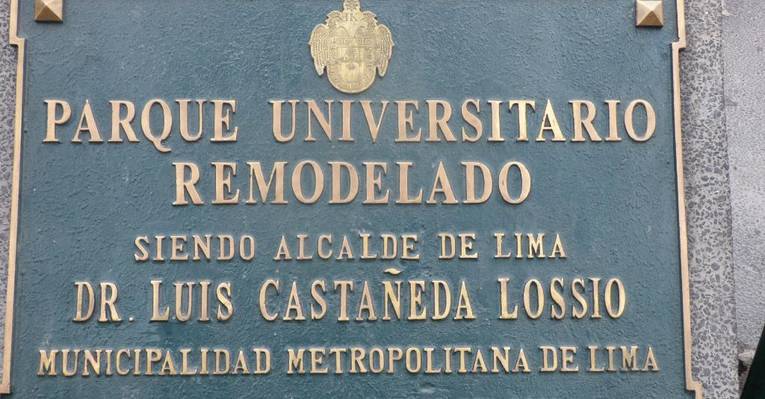 PARQUE UNIVERSITARIO
REMODELADO
SIENDO ALCALDE DE LIMA
DR. LUIS CASTAÑEDA LOSSIO
MUNICIPALIDAD METROPOLITANA DE LIMA